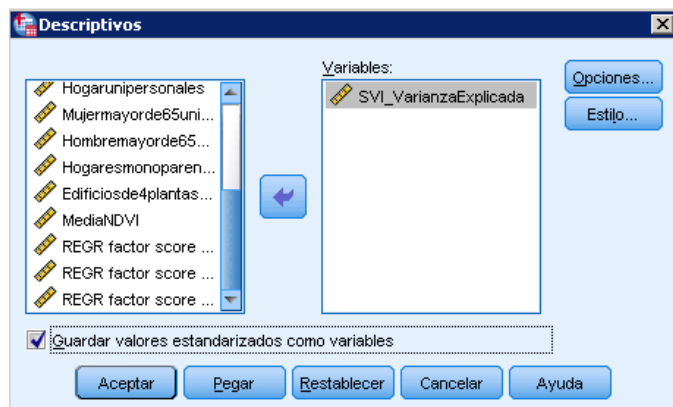 Descriptivos
Hogarunipersonales
Mujermayorde65uni...
Hombremayorde65...
Hogaresmonoparen...
Edificiosde4plantas...
MediaNDVI
REGR factor score ...
REGR factor score ...
REGR factor score ...
Variables:
SVI_VarianzaExplicada
Opciones...
Estilo...
Guardar valores estandarizados como variables
Aceptar
Pegar
Restablecer
Cancelar
Ayuda